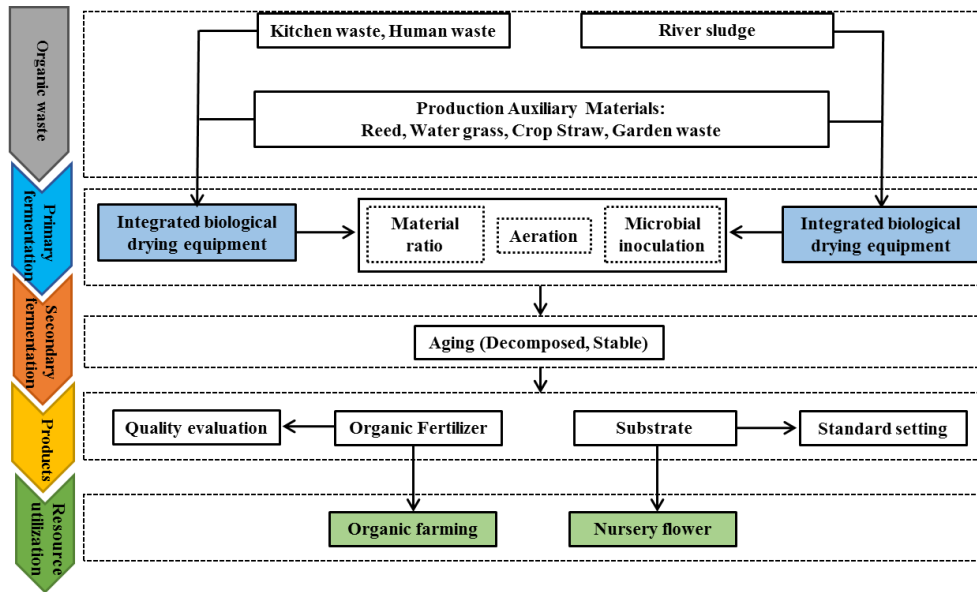 Organic waste
Kitchen waste, Human waste
River sludge
Production Auxiliary Materials:
Reed, Water grass, Crop Straw, Garden waste
Primary
fermentation
Integrated biological
drying equipment
Material
ratio
Aeration
Microbial
inoculation
Integrated biological
drying equipment
Secondary
fermentation
Aging (Decomposed, Stable)
Products
Quality evaluation
Organic Fertilizer
Substrate
Standard setting
Resource
utilization
Organic farming
Nursery flower